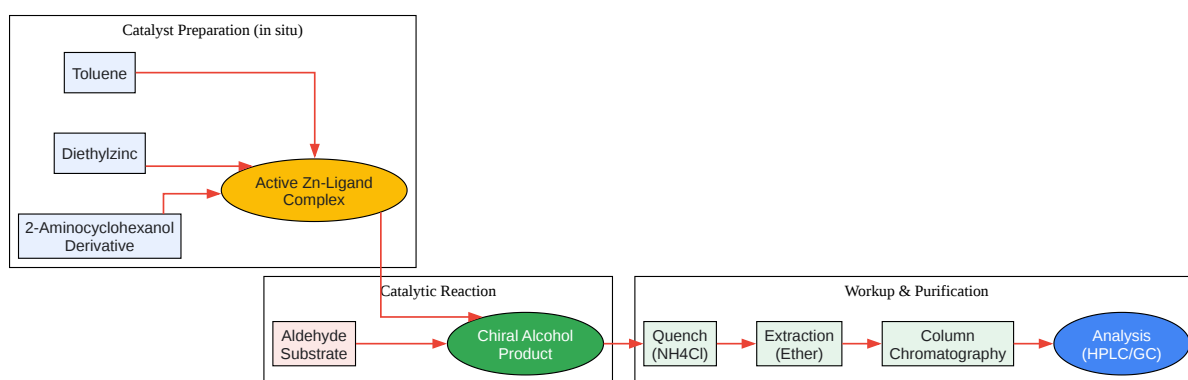 Catalyst Preparation (in situ)
Toluene
Diethylzinc
Active Zn-Ligand
Complex
2-Aminocyclohexanol
Derivative
Catalytic Reaction
Aldehyde
Substrate
Chiral Alcohol
Product
Workup & Purification
Quench
(NH4Cl)
Extraction
(Ether)
Column
Chromatography
Analysis
(HPLC/GC)